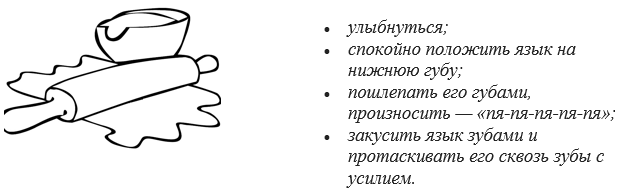 • улыбнуться;
• спокойно положить язык на
нижнюю губу;
• пошлепать его губами,
произносить — «пя-пя-пя-пя-пя»;
• закусить язык зубами и
протаскивать его сквозь зубы с
усилием.